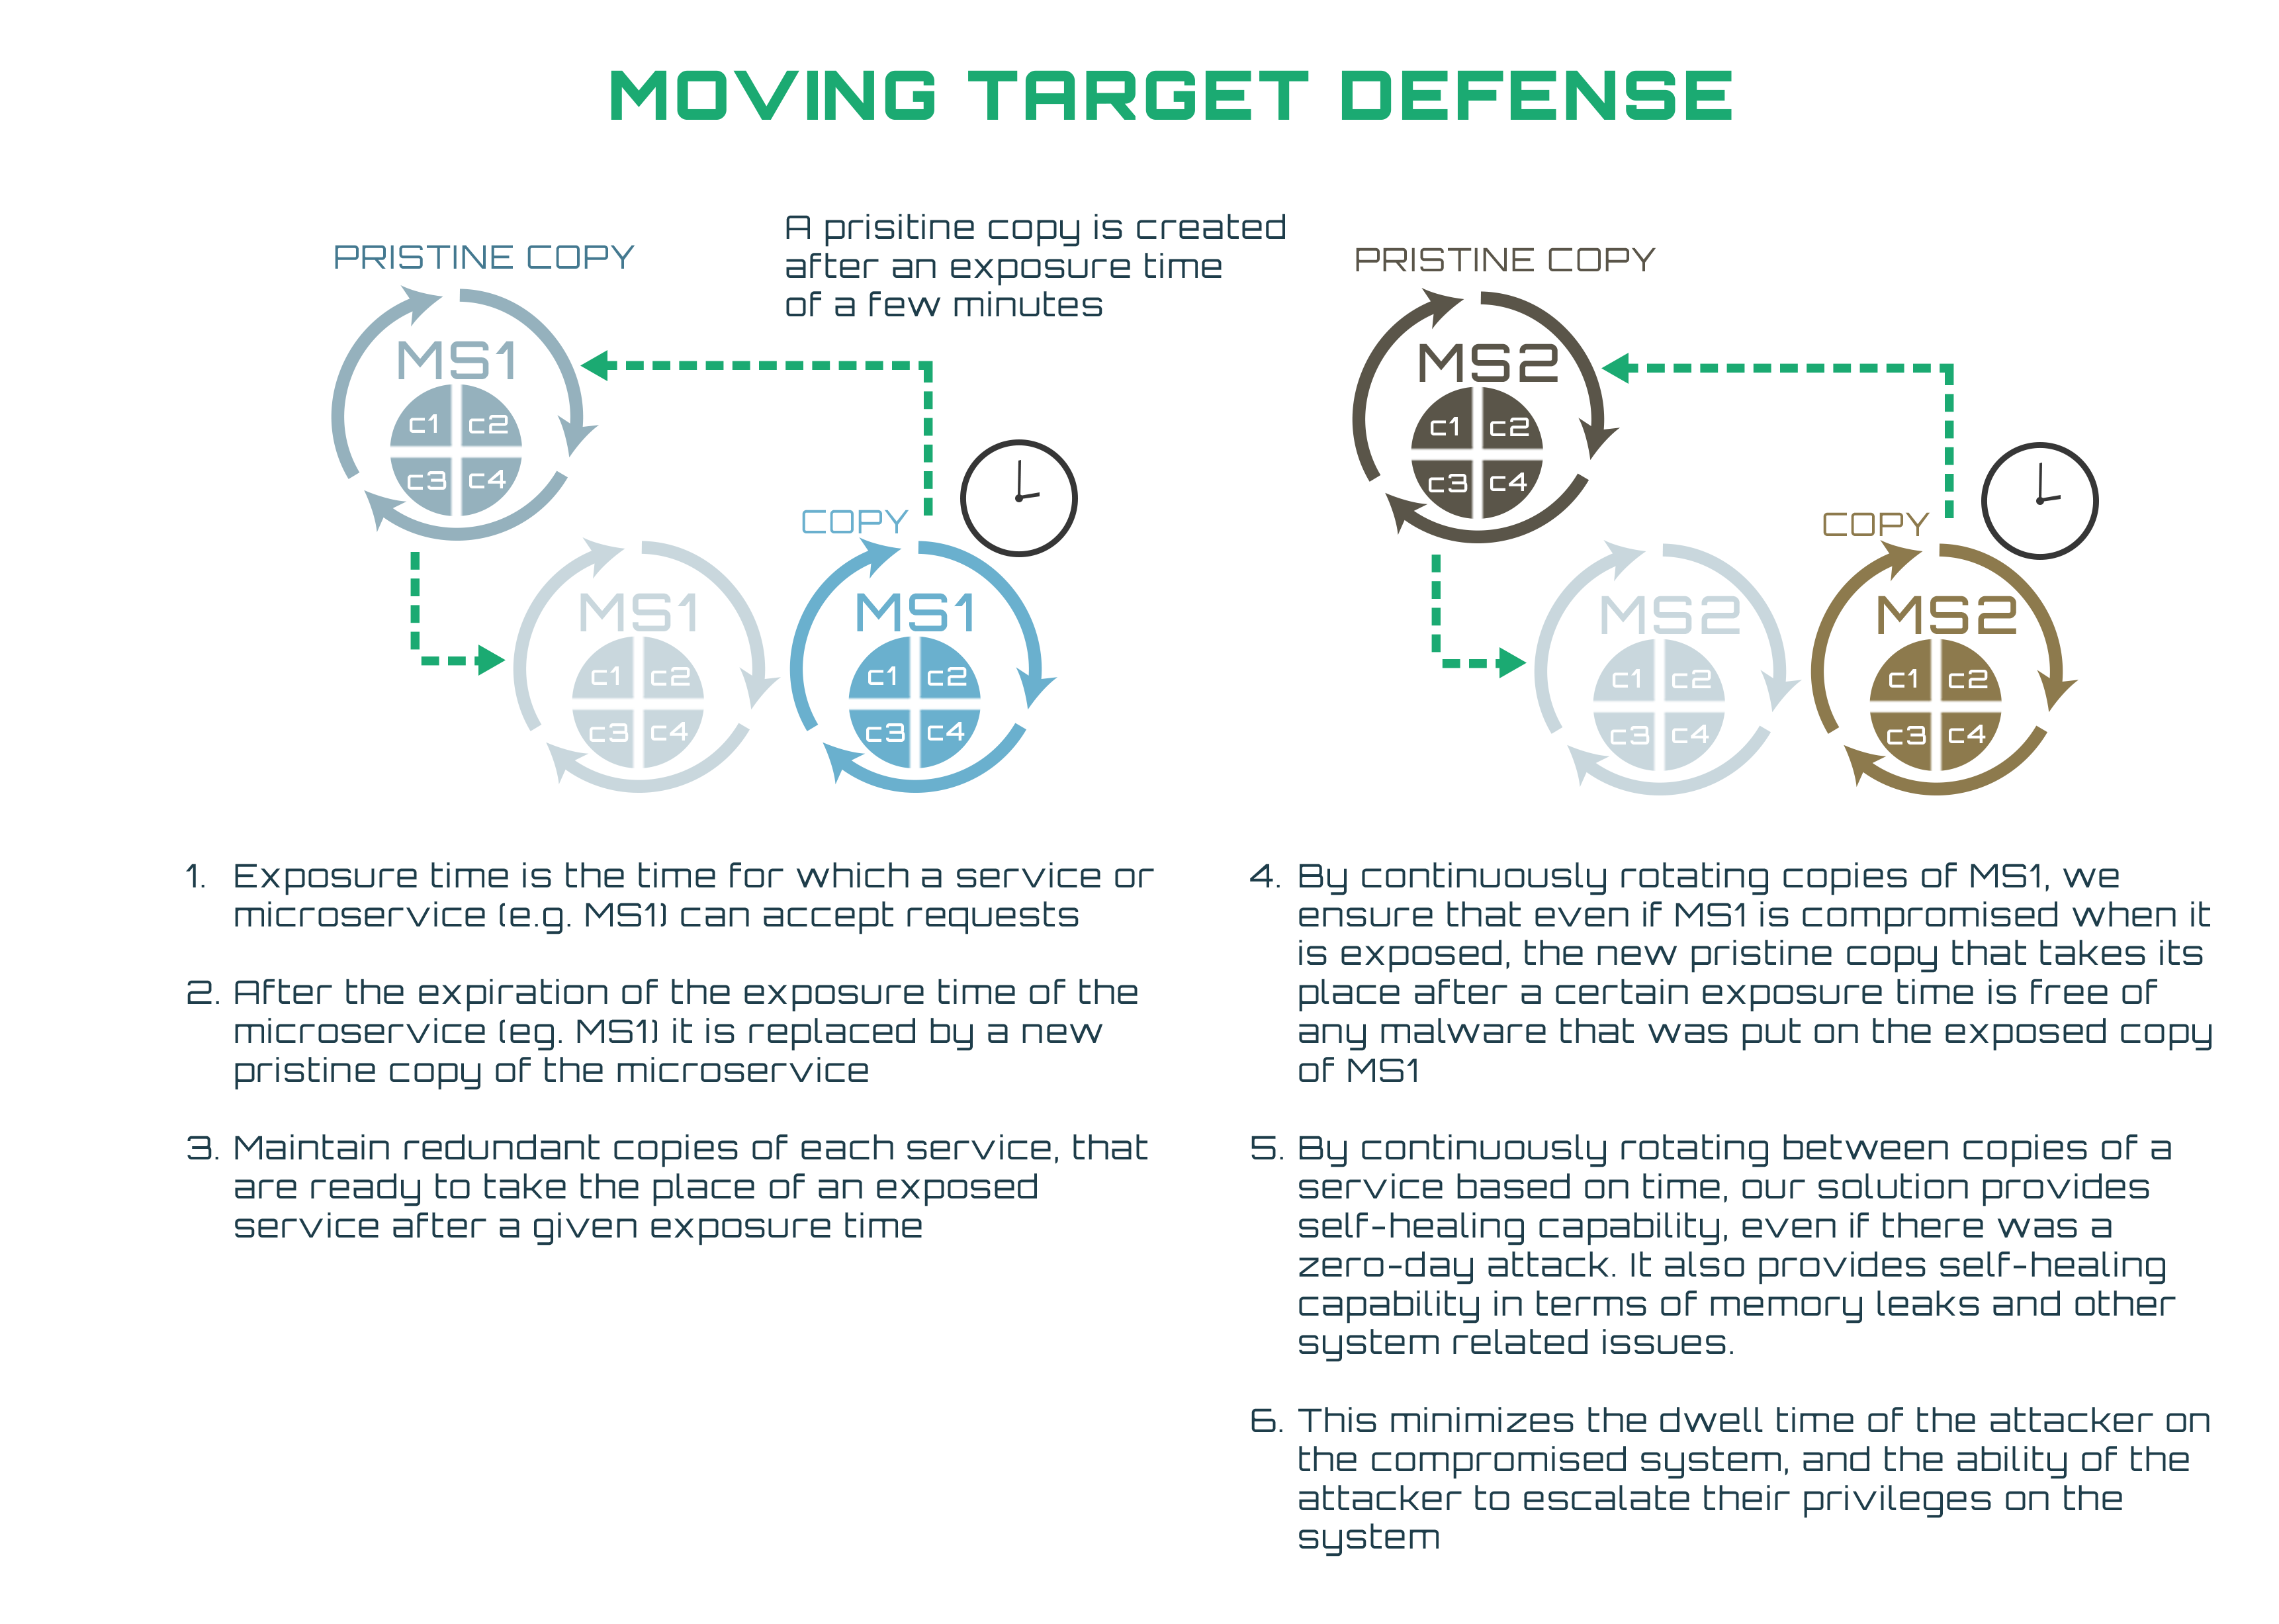 MOVING TARGET DEFENSE
PRISTINE COPY
A prisitine copy is created
after an exposure time
of a few minutes
MS1
c1 c2
c3 c4
COPY
MS1
c1 c2
c3 c4
MS1
c1 c2
c3 c4
PRISTINE COPY
MS2
c1 c2
c3 c4
COPY
MS2
c1 c2
c3 c4
MS2
c1 c2
c3 c4
1. Exposure time is the time for which a service or
microservice (e.g. MS1) can accept requests
2. After the expiration of the exposure time of the
microservice (eg. MS1) it is replaced by a new
pristine copy of the microservice
3. Maintain redundant copies of each service, that
are ready to take the place of an exposed
service after a given exposure time
4. By continuously rotating copies of MS1, we
ensure that even if MS1 is compromised when it
is exposed, the new pristine copy that takes its
place after a certain exposure time is free of
any malware that was put on the exposed copy
of MS1
5. By continuously rotating between copies of a
service based on time, our solution provides
self-healing capability, even if there was a
zero-day attack. It also provides self-healing
capability in terms of memory leaks and other
system related issues.
6. This minimizes the dwell time of the attacker on
the compromised system, and the ability of the
attacker to escalate their privileges on the
system